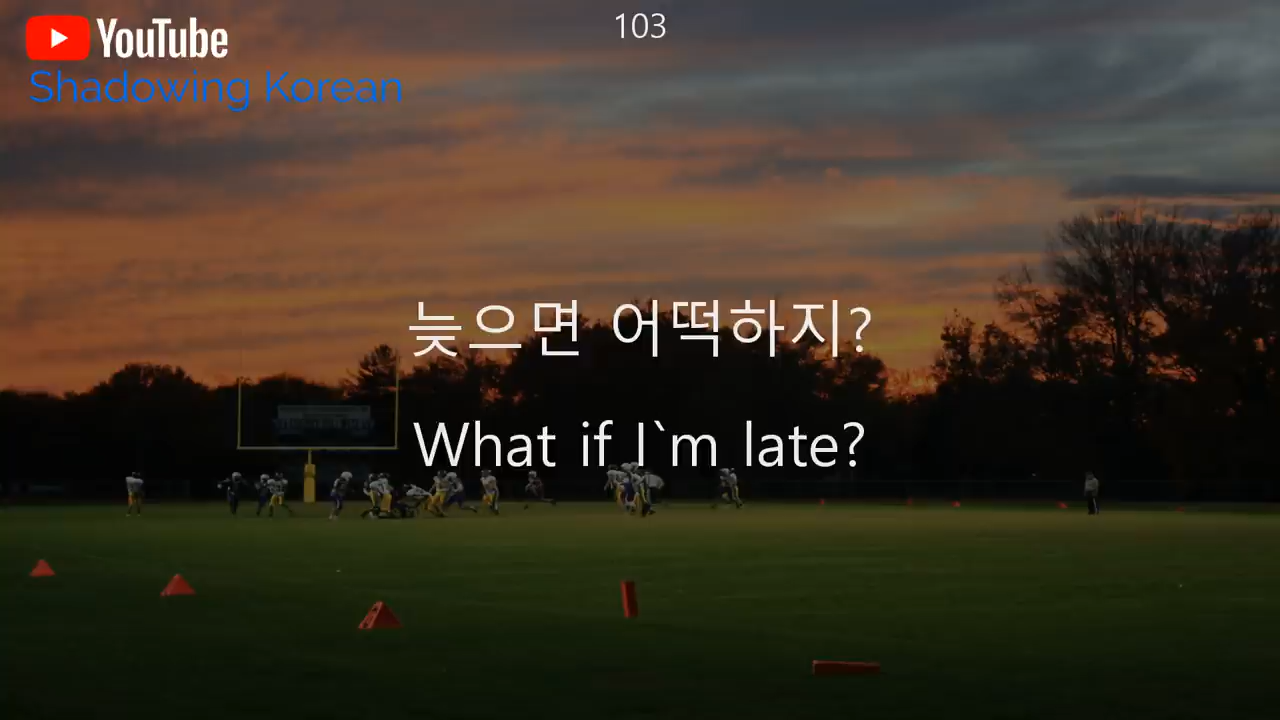 103
YouTube
Shadowing Korean
늦으면 어떡하지?
What if I`m late?